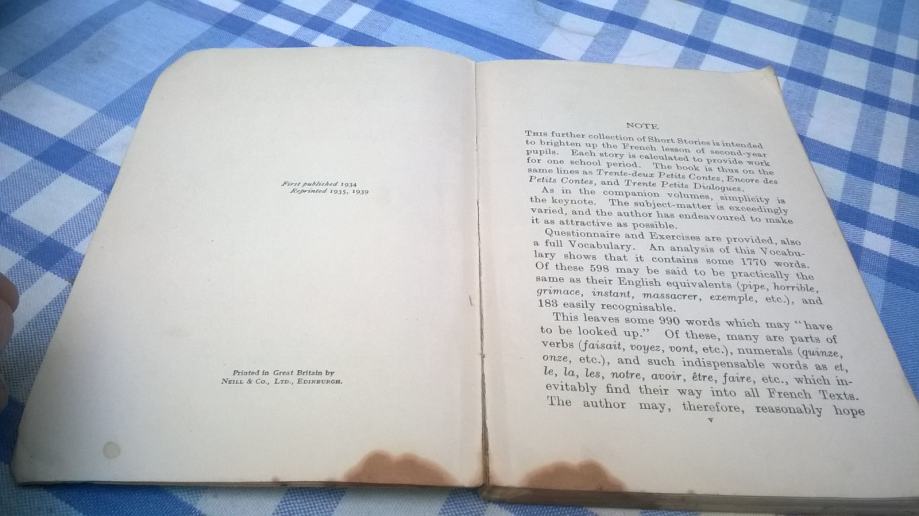 First published 1934
Reprinted 1935, 1939
Printed in Great Britain by
NEILL & CO., LTD., EDINBURGH.
NOTE
THIS further collection of Short Stories is intended
to brighten up the French lesson of second-year
pupils. Each story is calculated to provide work
for one school period. The book is thus on the
same lines as Trente-deux Petits Contes, Encore des
Petits Contes, and Trente Petits Dialogues.
As in the companion volumes, simplicity is
the keynote. The subject-matter is exceedingly
varied, and the author has endeavoured to make
it as attractive as possible.
Questionnaire and Exercises are provided, also
a full Vocabulary. An analysis of this Vocabu-
lary shows that it contains some 1770 words.
Of these 598 may be said to be practically the
same as their English equivalents (pipe, horrible,
grimace, instant, massacrer, exemple, etc.), and
183 easily recognisable.
This leaves some 990 words which may "have
to be looked up." Of these, many are parts of
verbs (faisait, voyez, vont, etc.), numerals (quinze,
onze, etc.), and such indispensable words as et,
le, la, les, notre, avoir, être, faire, etc., which in-
evitably find their way into all French Texts.
The author may, therefore, reasonably hope
v